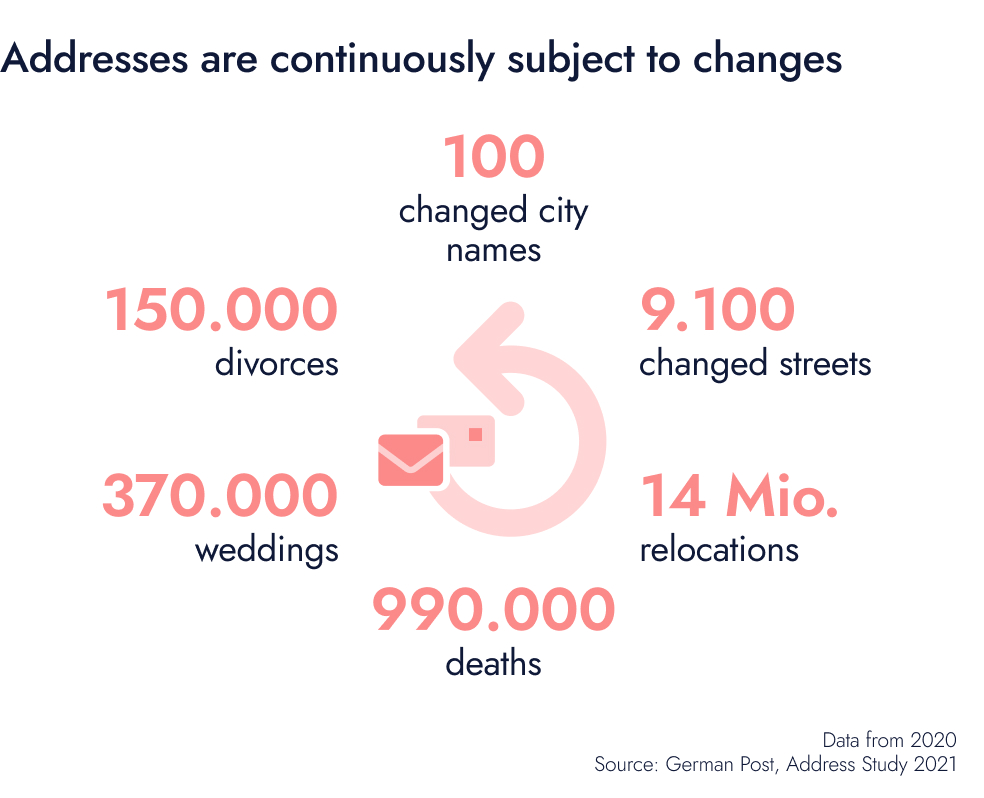 Addresses are continuously subject to changes
100
changed city
names
150.000
divorces
9.100
changed streets
370.000
weddings
14 Mio.
relocations
990.000
deaths
Data from 2020
Source: German Post, Address Study 2021